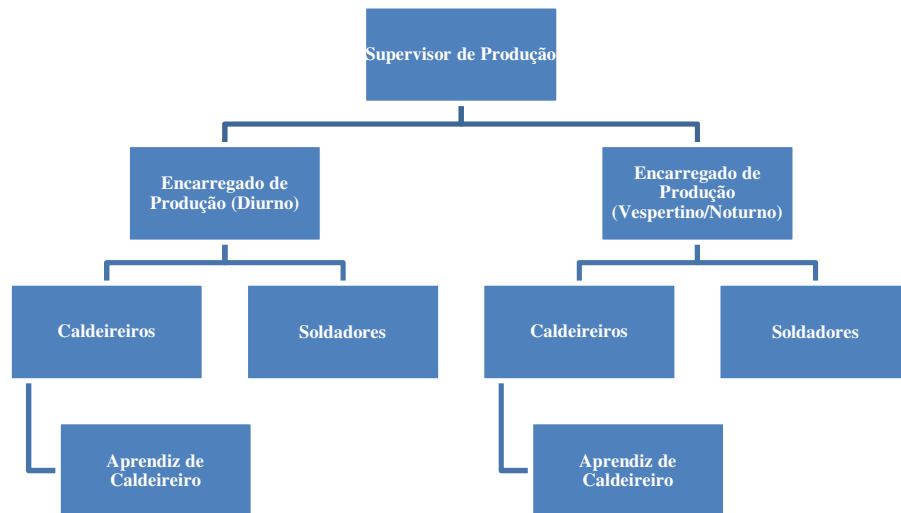 Supervisor de Produção
Encarregado de
Produção (Diurno)
Encarregado de
Produção
(Vespertino/Noturno)
Caldeireiros
Soldadores
Caldeireiros
Soldadores
Aprendiz de
Caldeireiro
Aprendiz de
Caldeireiro